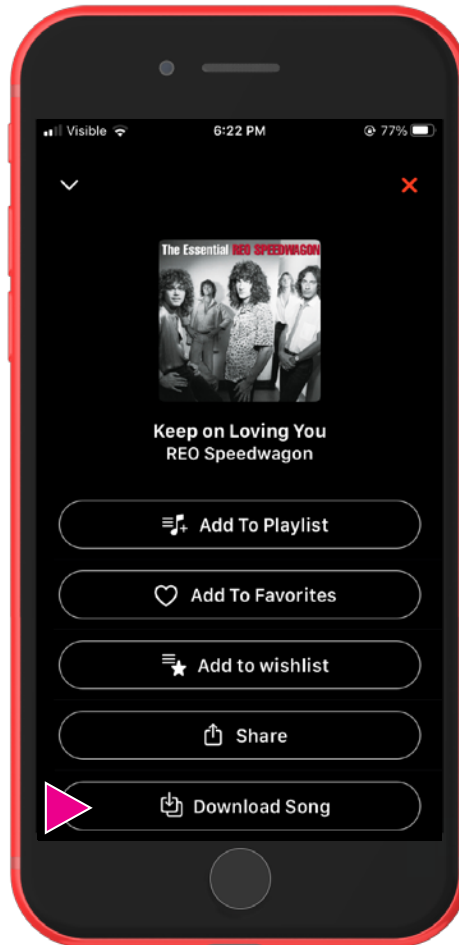 Visible 6:22 PM 77%
The Essential REO SPEEDWAGON
Keep on Loving You
REO Speedwagon
Add To Playlist
Add To Favorites
Add to wishlist
Share
Download Song